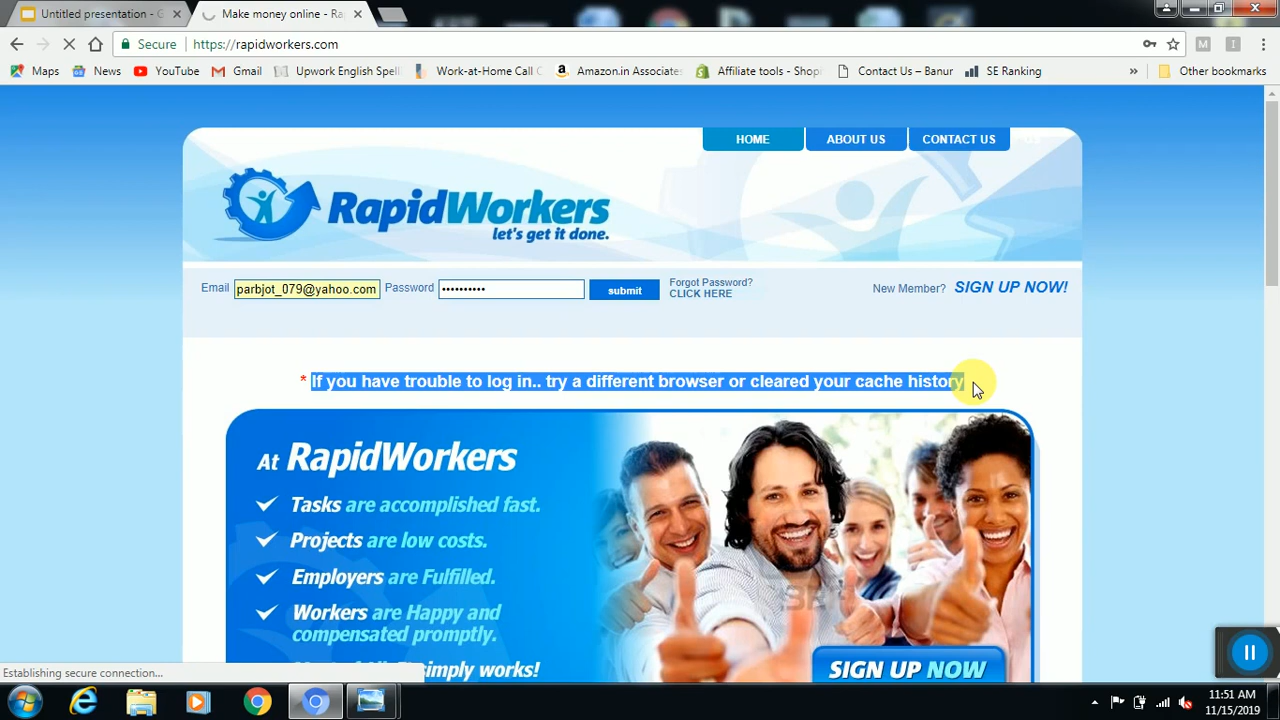 Untitled presentation - G
Make money online - Ra
Secure
https://rapidworkers.com
Maps
News
YouTube
Gmail
Upwork English Spell
Work-at-Home Call C
Amazon.in Associates
Affiliate tools - Shopi
Contact Us – Banur
SE Ranking
»
Other bookmarks
HOME
ABOUT US
CONTACT US
RapidWorkers
let's get it done.
Email
parbjot_079@yahoo.com
Password
••••••••••
submit
Forgot Password?
CLICK HERE
New Member? SIGN UP NOW!
* If you have trouble to log in.. try a different browser or cleared your cache history
At RapidWorkers
Tasks are accomplished fast.
Projects are low costs.
Employers are Fulfilled.
Workers are Happy and
compensated promptly.
simply works!
SIGN UP NOW
Establishing secure connection...
11:51 AM
11/15/2019